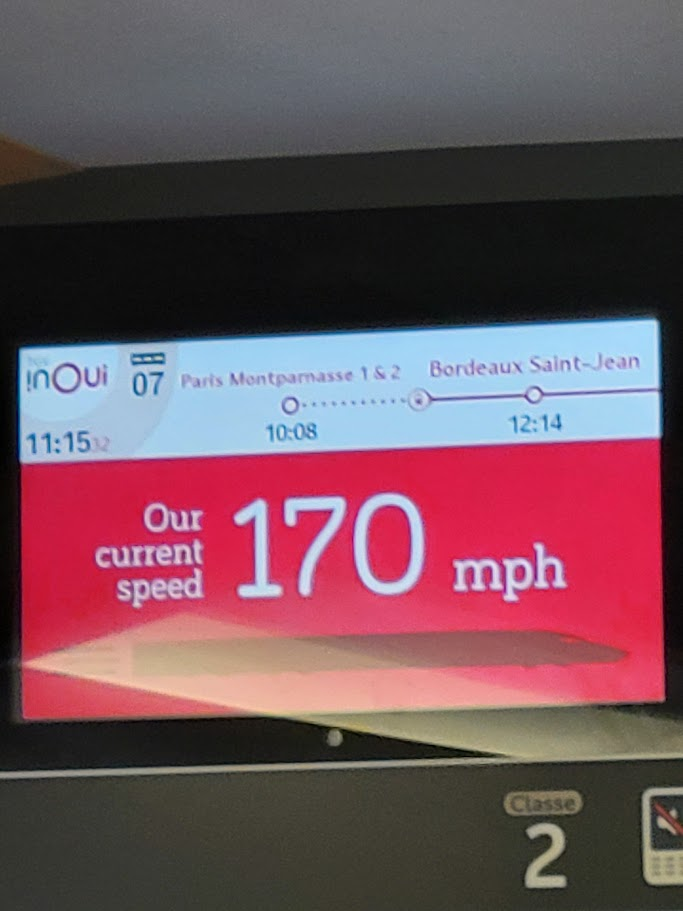 inOui
07
Paris Montparnasse 1 & 2
Bordeaux Saint-Jean
10:08
12:14
11:15
Our
current
speed
170 mph
Classe
2